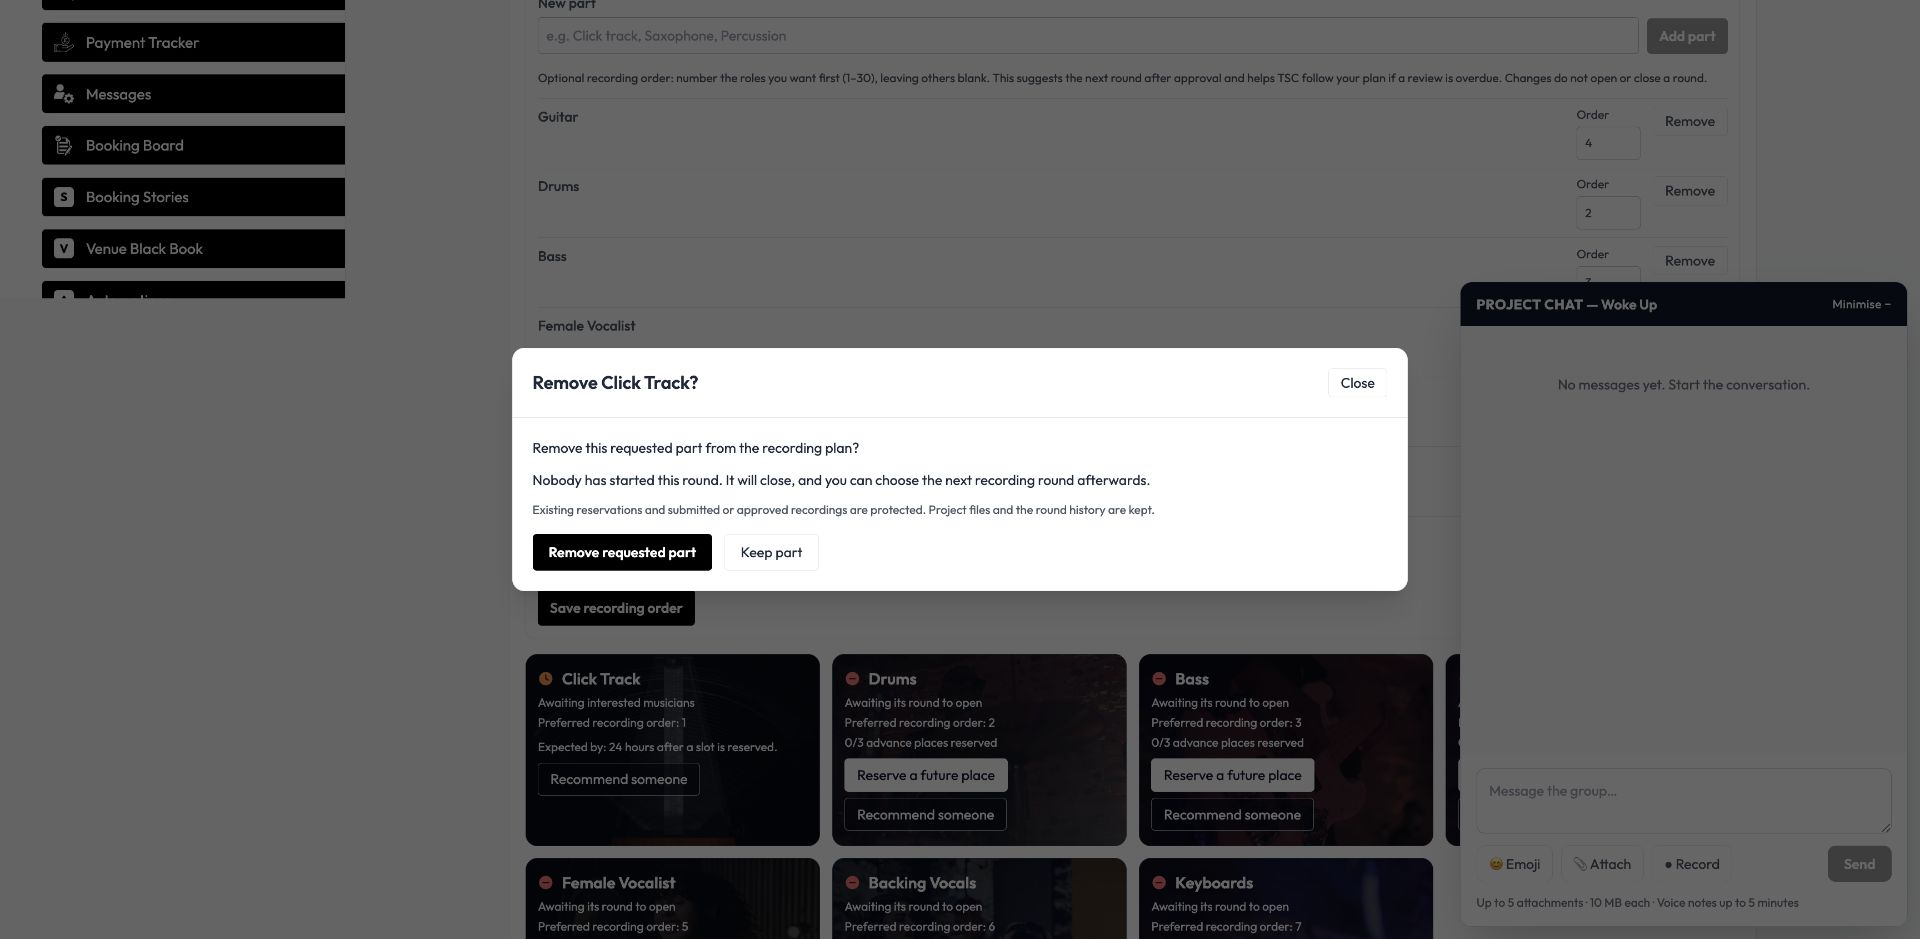 New part
Payment Tracker
e.g. Click track, Saxophone, Percussion
Add part
Optional recording order: number the roles you want first (1–30), leaving others blank. This suggests the next round after approval and helps TSC follow your plan if a review is overdue. Changes do not open or close a round.
Messages
Guitar
Order
Remove
4
Booking Board
Drums
Order
Remove
2
S
Booking Stories
V
Venue Black Book
Bass
Order
Remove
PROJECT CHAT — Woke Up
Minimise –
Female Vocalist
No messages yet. Start the conversation.
Remove Click Track?
Close
Remove this requested part from the recording plan?
Nobody has started this round. It will close, and you can choose the next recording round afterwards.
Existing reservations and submitted or approved recordings are protected. Project files and the round history are kept.
Remove requested part
Keep part
Save recording order
Click Track
Awaiting interested musicians
Preferred recording order: 1
Expected by: 24 hours after a slot is reserved.
Recommend someone
Drums
Awaiting its round to open
Preferred recording order: 2
0/3 advance places reserved
Reserve a future place
Recommend someone
Bass
Awaiting its round to open
Preferred recording order: 3
0/3 advance places reserved
Reserve a future place
Recommend someone
Female Vocalist
Awaiting its round to open
Preferred recording order: 5
Backing Vocals
Awaiting its round to open
Preferred recording order: 6
Keyboards
Awaiting its round to open
Preferred recording order: 7
Message the group...
😊 Emoji
📎 Attach
● Record
Send
Up to 5 attachments · 10 MB each · Voice notes up to 5 minutes